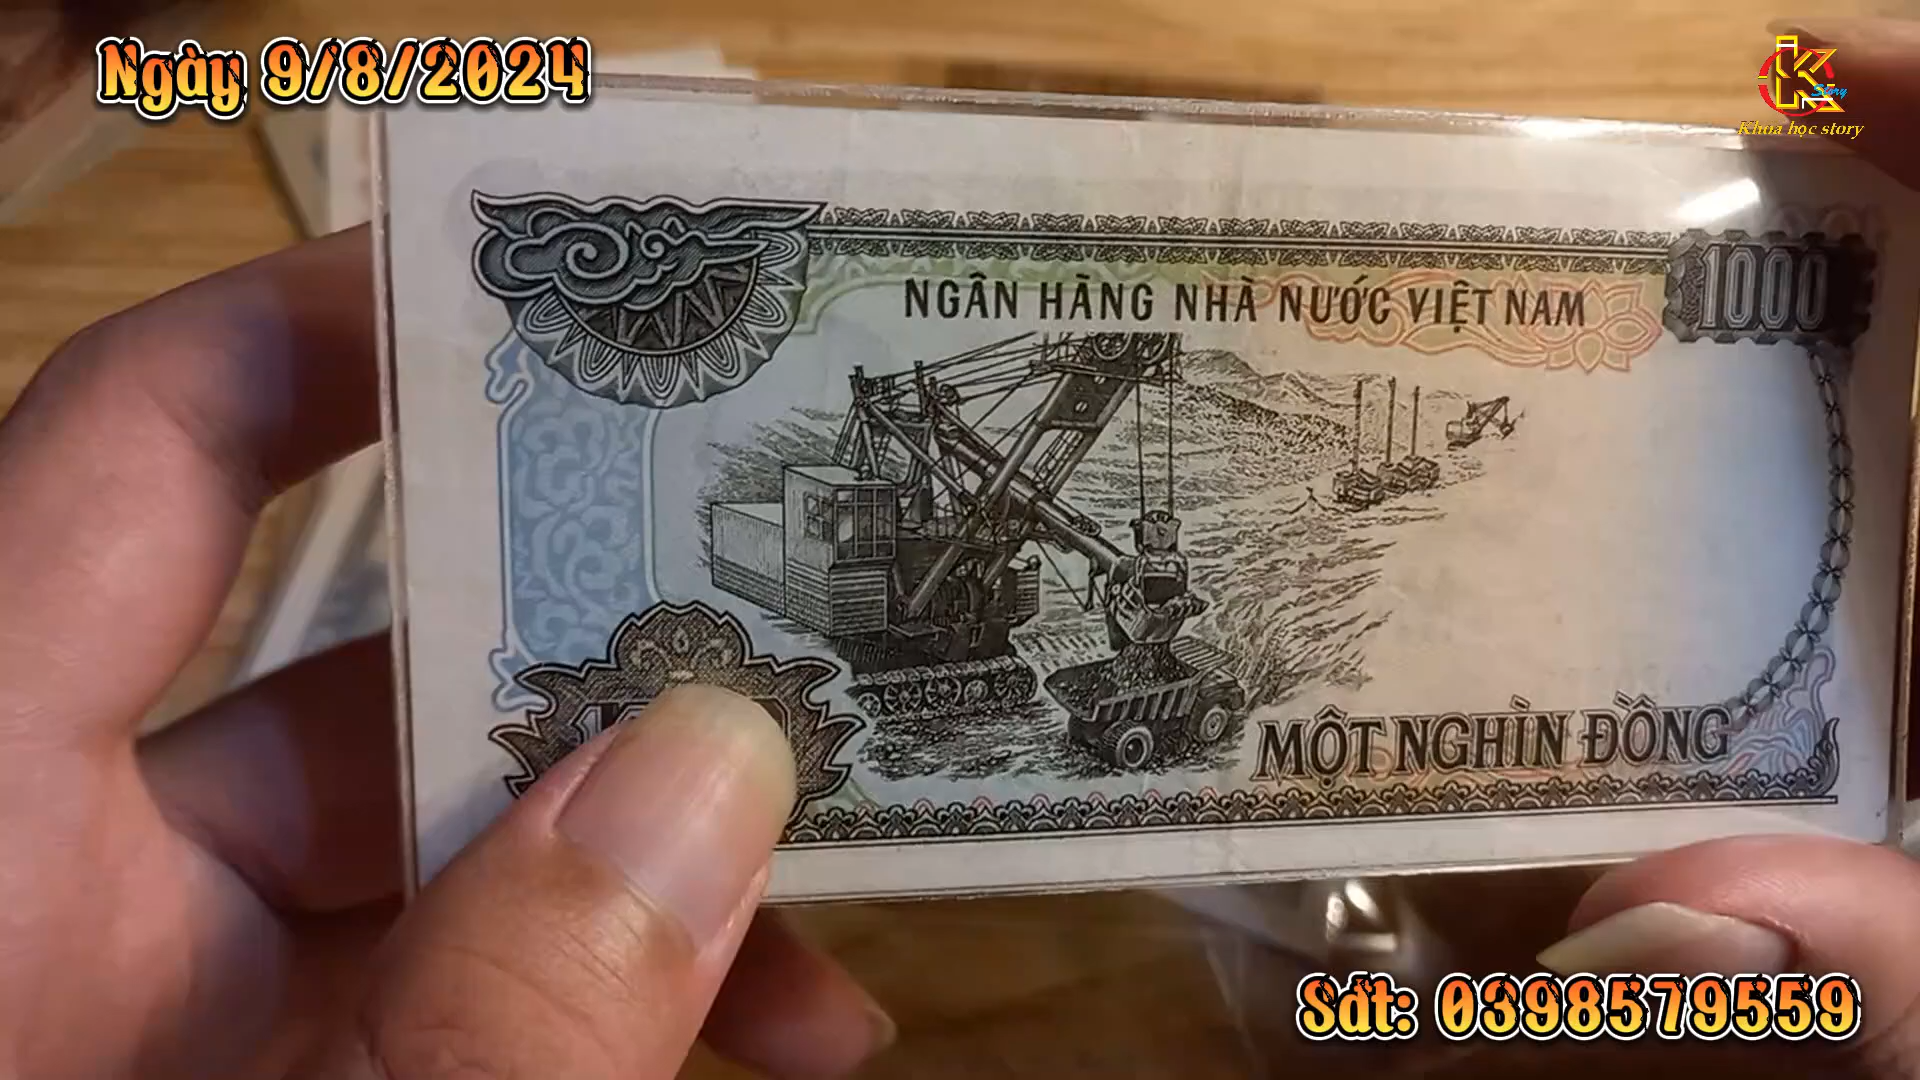 Ngày 9/8/2024
K
Story
Khoa học story
NGÂN HÀNG NHÀ NƯỚC VIỆT NAM
1000
MỘT NGHÌN ĐỒNG
Sđt: 0398579559